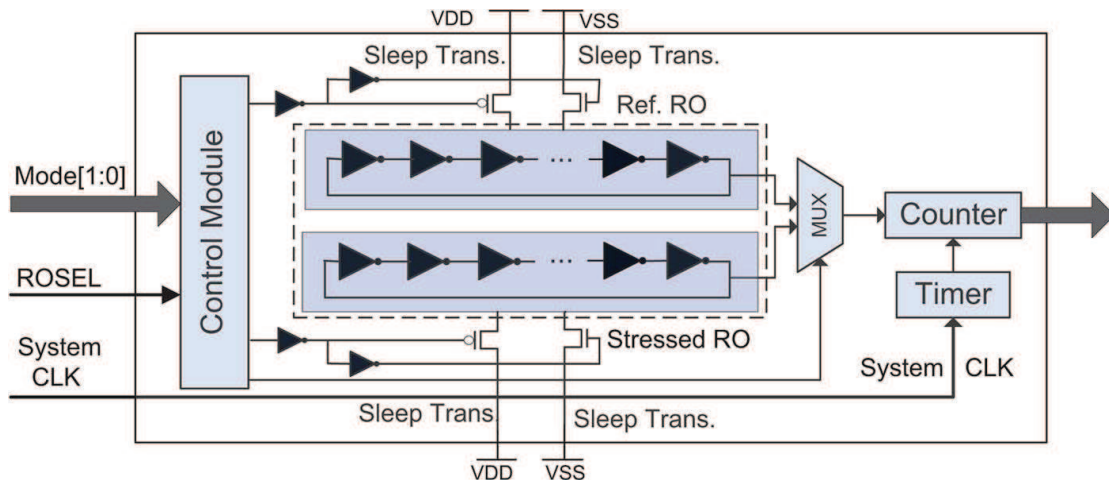 VDD
VSS
Sleep Trans.
Sleep Trans.
Ref. RO
Control Module
Mode[1:0]
...
MUX
Counter
...
ROSEL
Timer
Stressed RO
System
CLK
System
CLK
Sleep Trans.
Sleep Trans.
VDD
VSS